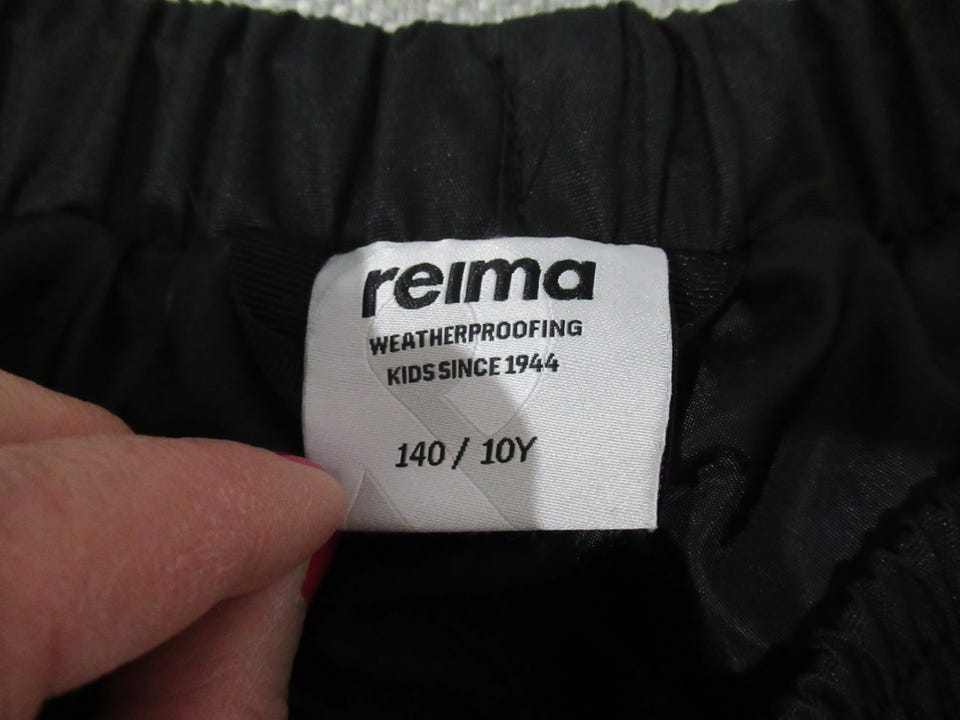 reima
WEATHERPROOFING
KIDS SINCE 1944
140 / 10Y